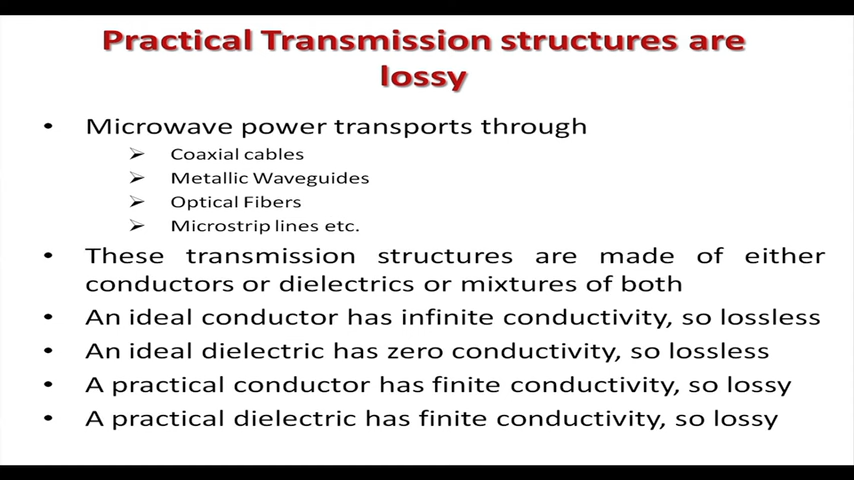 Practical Transmission structures are
lossy
• Microwave power transports through
➢ Coaxial cables
➢ Metallic Waveguides
➢ Optical Fibers
➢ Microstrip lines etc.
• These transmission structures are made of either
conductors or dielectrics or mixtures of both
• An ideal conductor has infinite conductivity, so lossless
• An ideal dielectric has zero conductivity, so lossless
• A practical conductor has finite conductivity, so lossy
• A practical dielectric has finite conductivity, so lossy